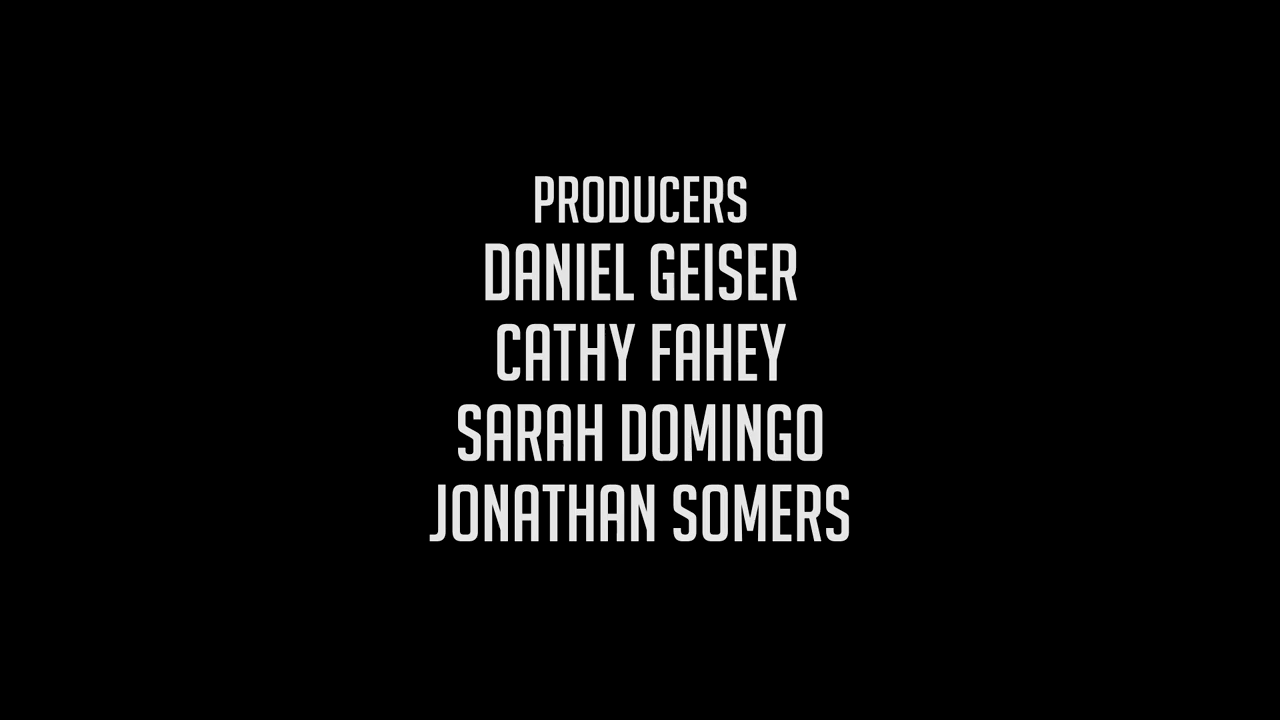 PRODUCERS
DANIEL GEISER
CATHY FAHEY
SARAH DOMINGO
JONATHAN SOMERS